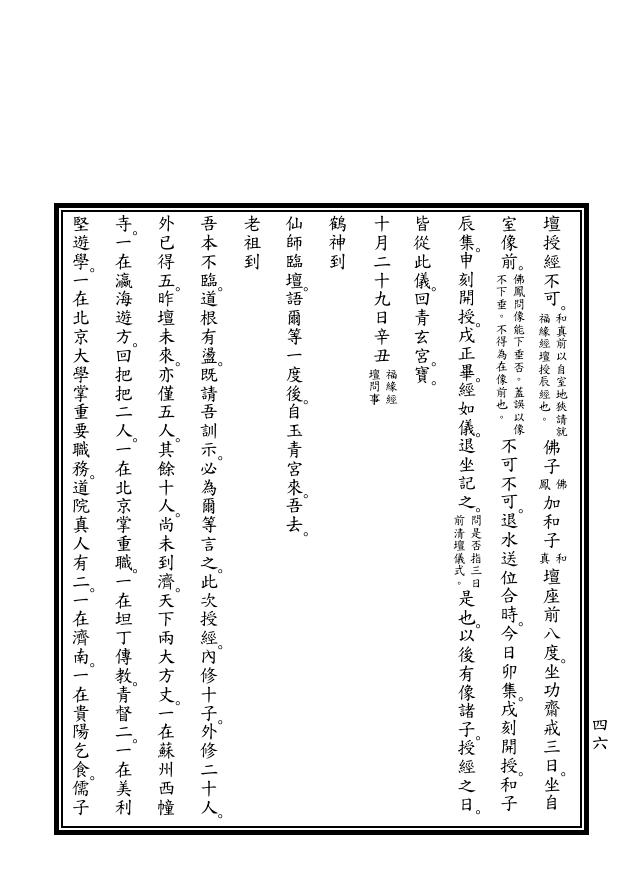 壇授經不可。和真前以自室地狹請就福緣經壇授辰經也。佛子佛鳳加和子和真壇座前八度。坐功齋戒三日。坐自
室像前。佛鳳問像能下垂否。蓋誤以像不下垂。不得為在像前也。不可不可。退水送位合時。今日卯集。戌刻開授。和子
辰集。申刻開授。戌正畢。經如儀。退坐記之。問是否指三日前清壇儀式。是也。以後有像諸子。授經之日。
皆從此儀。回青玄宮。寶。
十月二十九日辛丑福緣經壇問事
鶴神到
仙師臨壇。語爾等一度後。自玉青宮來。吾去。
老祖到
吾本不臨。道根有盪。既請吾訓示。必為爾等言之。此次授經。內修十子。外修二十人。
外已得五。昨壇未來。亦僅五人。其餘十人。尚未到濟。天下兩大方丈。一在蘇州西幢
寺。一在瀛海遊方。回把把二人。一在北京掌重職。一在坦丁傳教。青督二。一在美利
堅遊學。一在北京大學掌重要職務。道院真人有二。一在濟南。一在貴陽乞食。儒子
四六